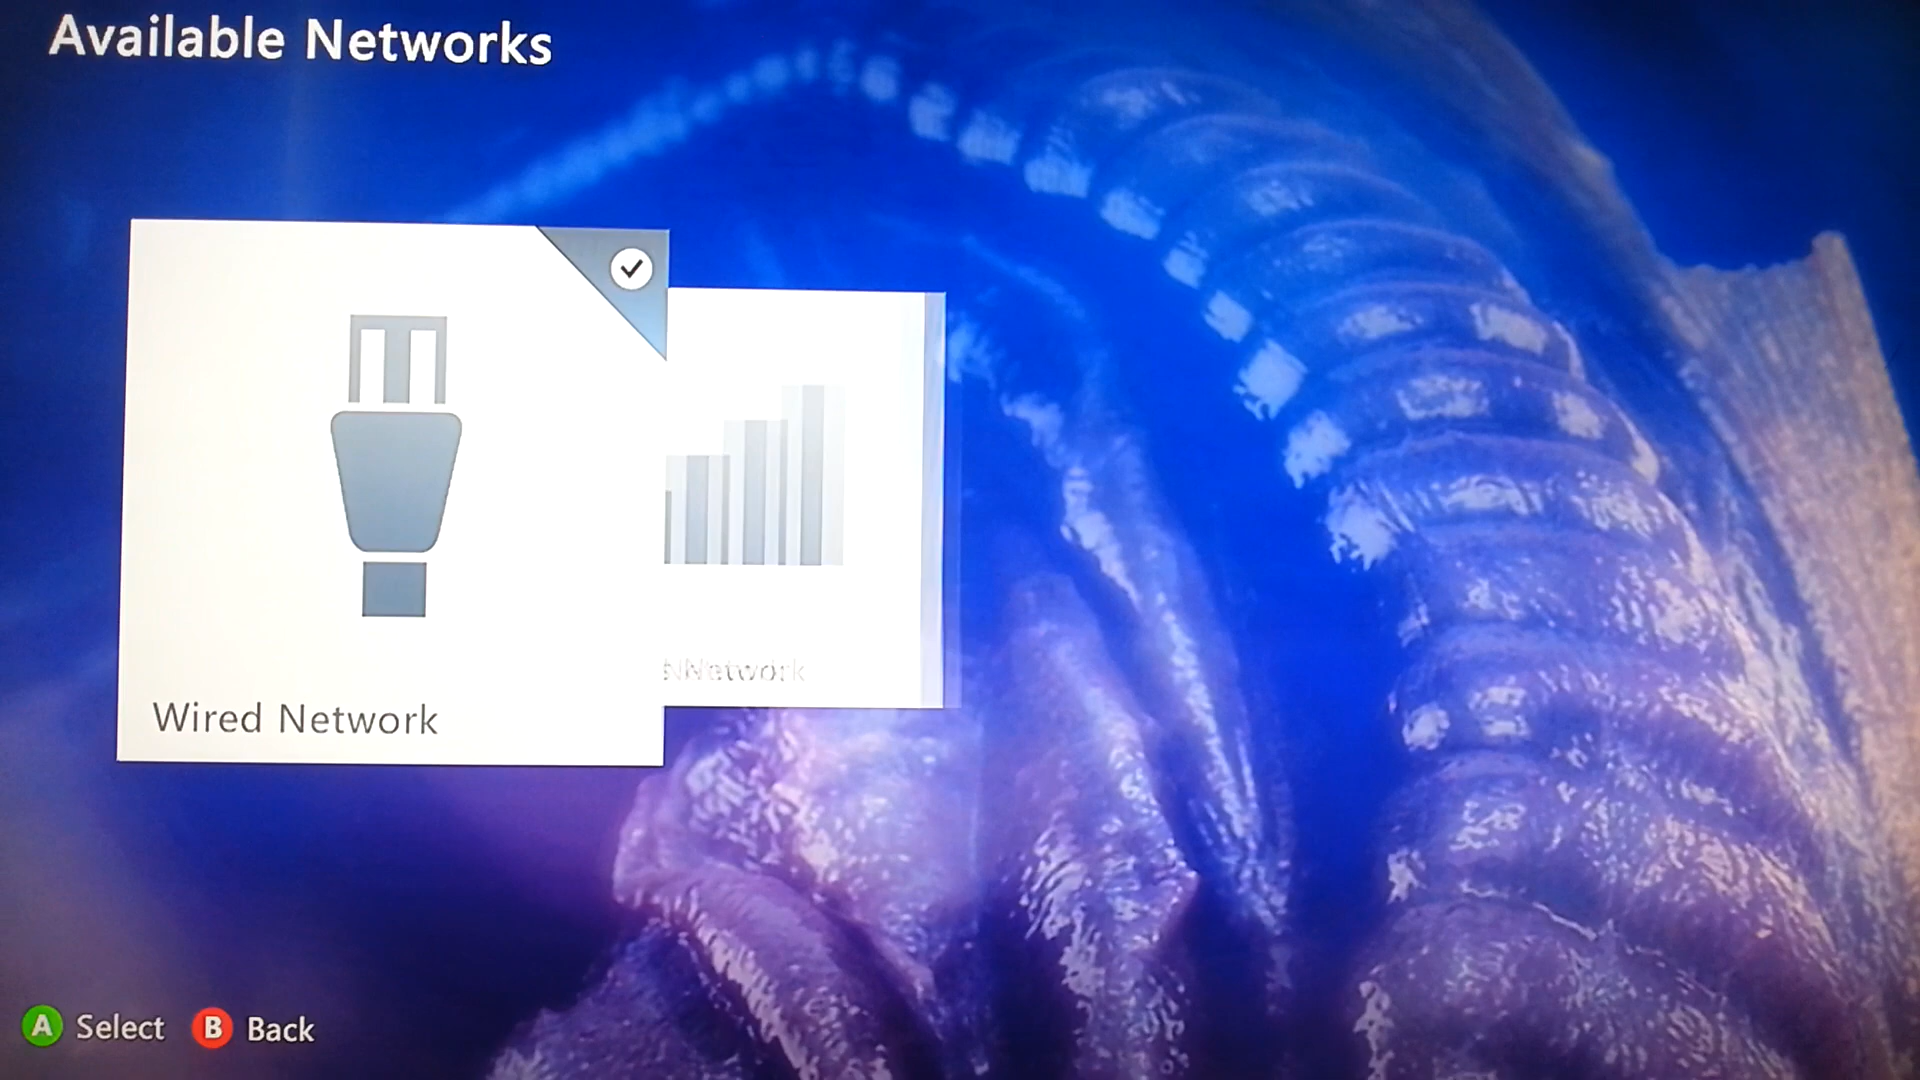 Available Networks
Wired Network
Network
A Select B Back